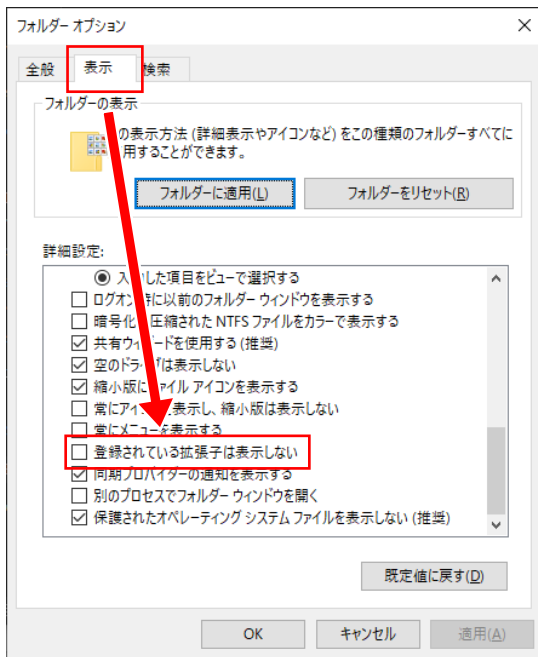 フォルダー オプション
全般
表示
検索
フォルダーの表示
の表示方法 (詳細表示やアイコンなど) をこの種類のフォルダーすべてに
用することができます。
フォルダーに適用(L)
フォルダーをリセット(R)
詳細設定:
入した項目をビューで選択する
ログオン時に以前のフォルダー ウィンドウを表示する
暗号化圧縮された NTFS ファイルをカラーで表示する
共有ウィザードを使用する (推奨)
空のドライブは表示しない
縮小版にファイル アイコンを表示する
常にアイコンを表示し、縮小版は表示しない
常にメニューを表示する
登録されている拡張子は表示しない
同期プロバイダーの通知を表示する
別のプロセスでフォルダー ウィンドウを開く
保護されたオペレーティング システム ファイルを表示しない (推奨)
既定値に戻す(D)
OK
キャンセル
適用(A)